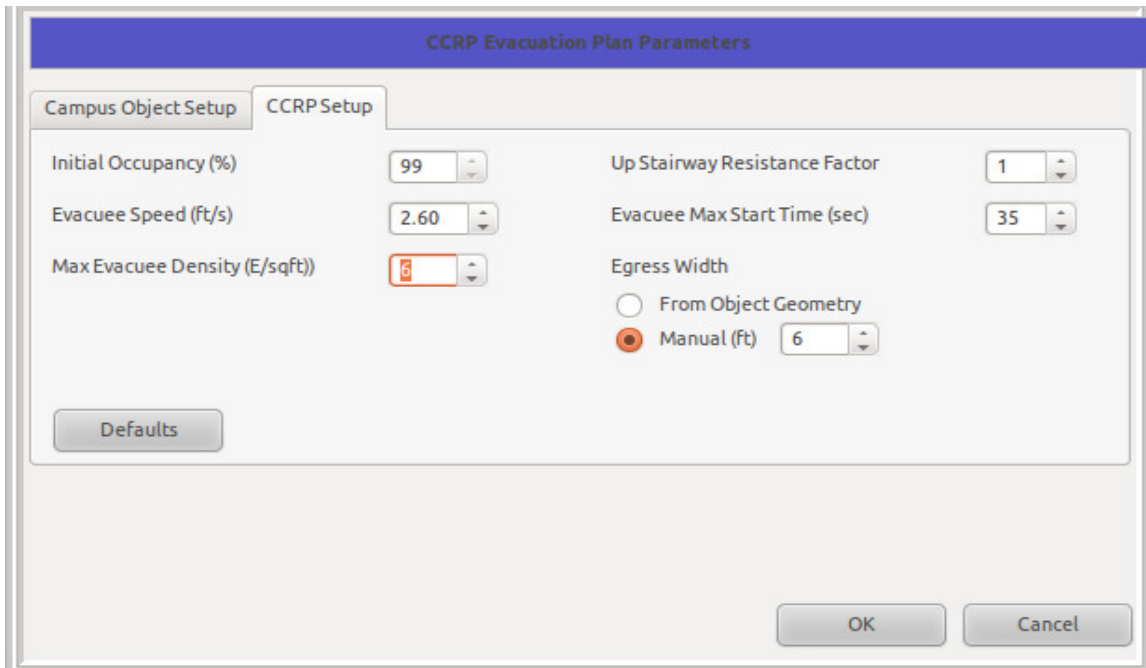 CCRP Evacuation Plan Parameters
Campus Object Setup CCRP Setup
Initial Occupancy (%) 99 Up Stairway Resistance Factor 1
Evacuee Speed (ft/s) 2.60 Evacuee Max Start Time (sec) 35
Max Evacuee Density (E/sqft)) 6 Egress Width
From Object Geometry
Manual (ft) 6
Defaults
OK Cancel